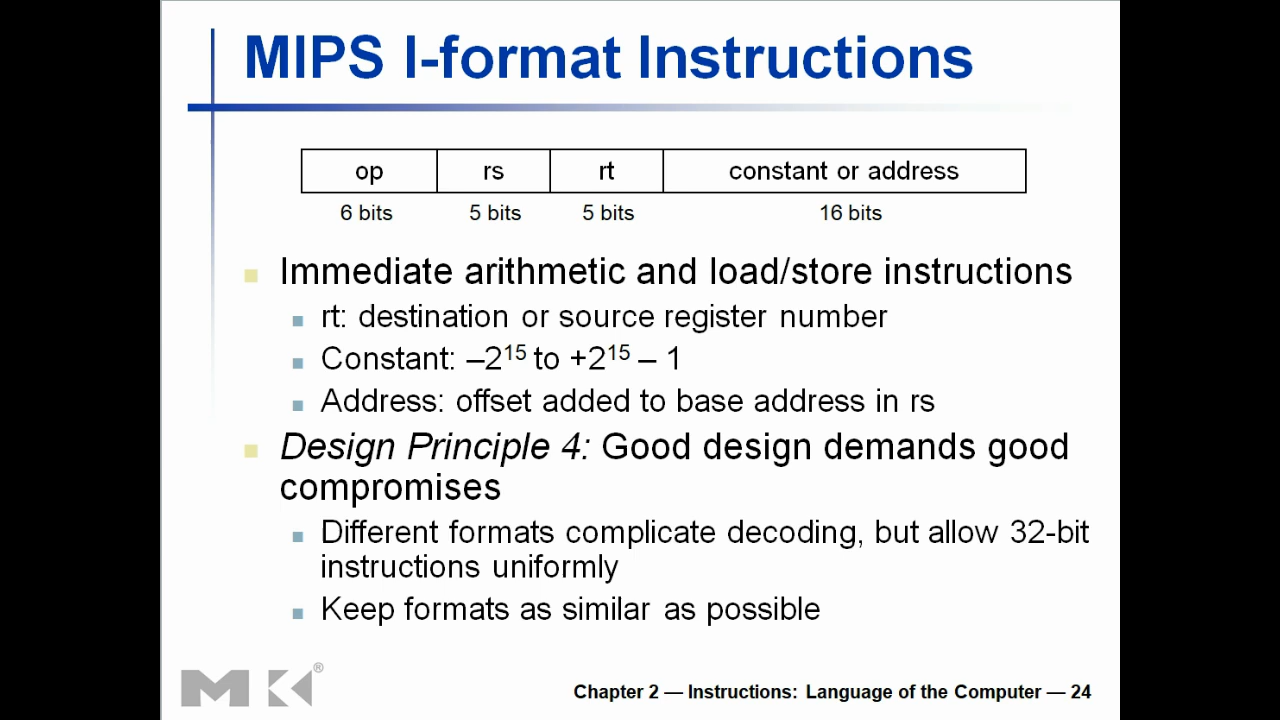 MIPS I-format Instructions
op rs rt constant or address
6 bits 5 bits 5 bits 16 bits
Immediate arithmetic and load/store instructions
rt: destination or source register number
Constant: –2¹⁵ to +2¹⁵ – 1
Address: offset added to base address in rs
Design Principle 4: Good design demands good
compromises
Different formats complicate decoding, but allow 32-bit
instructions uniformly
Keep formats as similar as possible
MK®
Chapter 2 — Instructions: Language of the Computer — 24